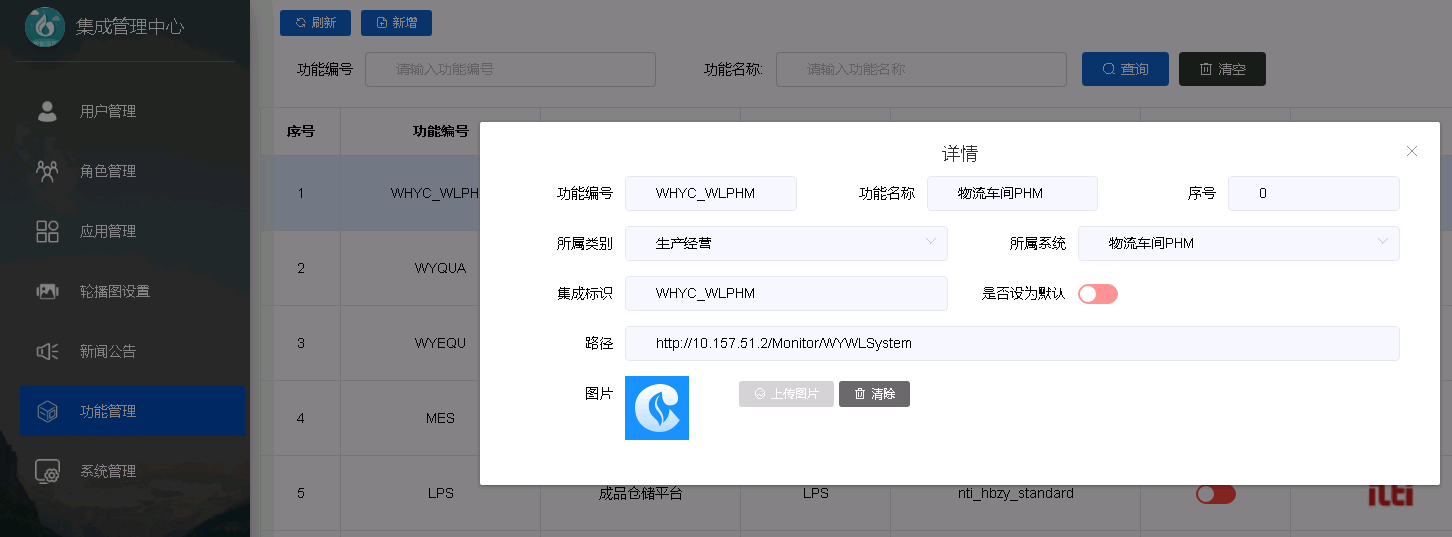 集成管理中心
用户管理
角色管理
应用管理
轮播图设置
新闻公告
功能管理
系统管理
刷新 新增
功能编号 请输入功能编号 功能名称: 请输入功能名称 查询 清空
序号 功能编号
1 WHYC_WLPH
2 WYQUA
3 WYEQU
4 MES
5 LPS 成品仓储平台 LPS nti_hbzy_standard
详情
功能编号 WHYC_WLPHM 功能名称 物流车间PHM 序号 0
所属类别 生产经营 所属系统 物流车间PHM
集成标识 WHYC_WLPHM 是否设为默认
路径 http://10.157.51.2/Monitor/WYWLSystem
图片 上传图片 清除